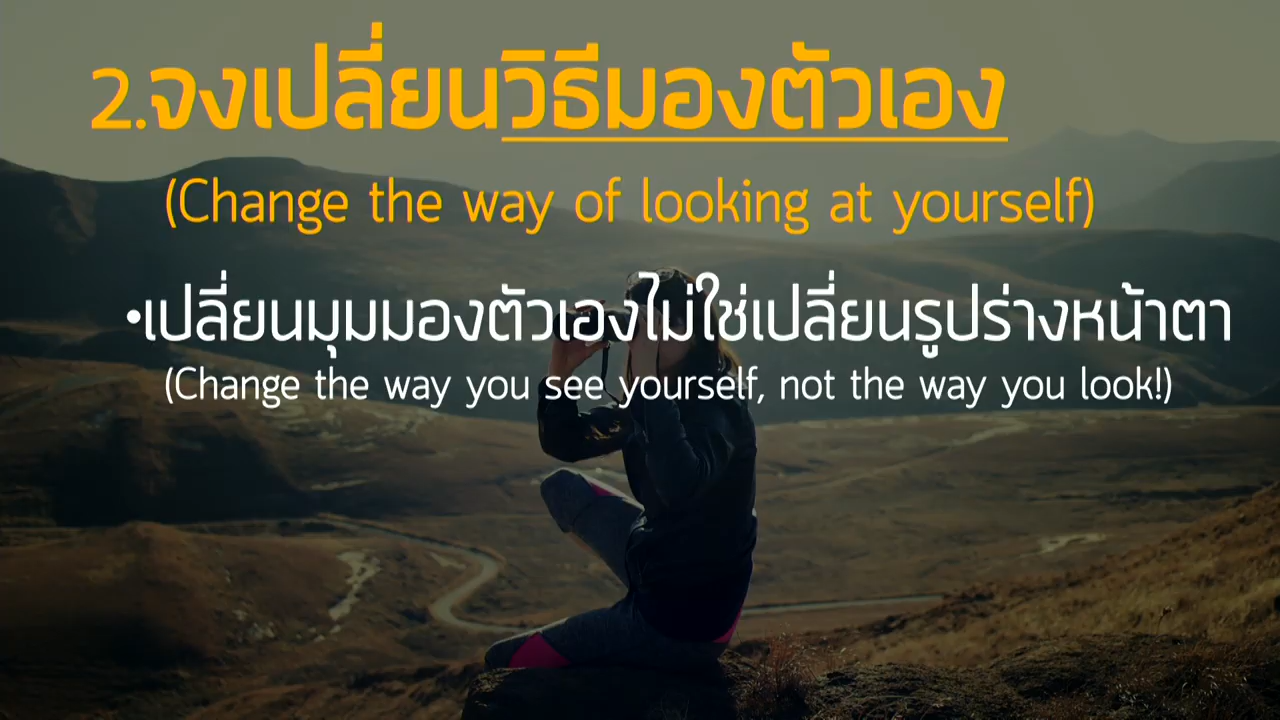 2.จงเปลี่ยนวิธีมองตัวเอง
(Change the way of looking at yourself)
•เปลี่ยนมุมมองตัวเองไม่ใช่เปลี่ยนรูปร่างหน้าตา
(Change the way you see yourself, not the way you look!)